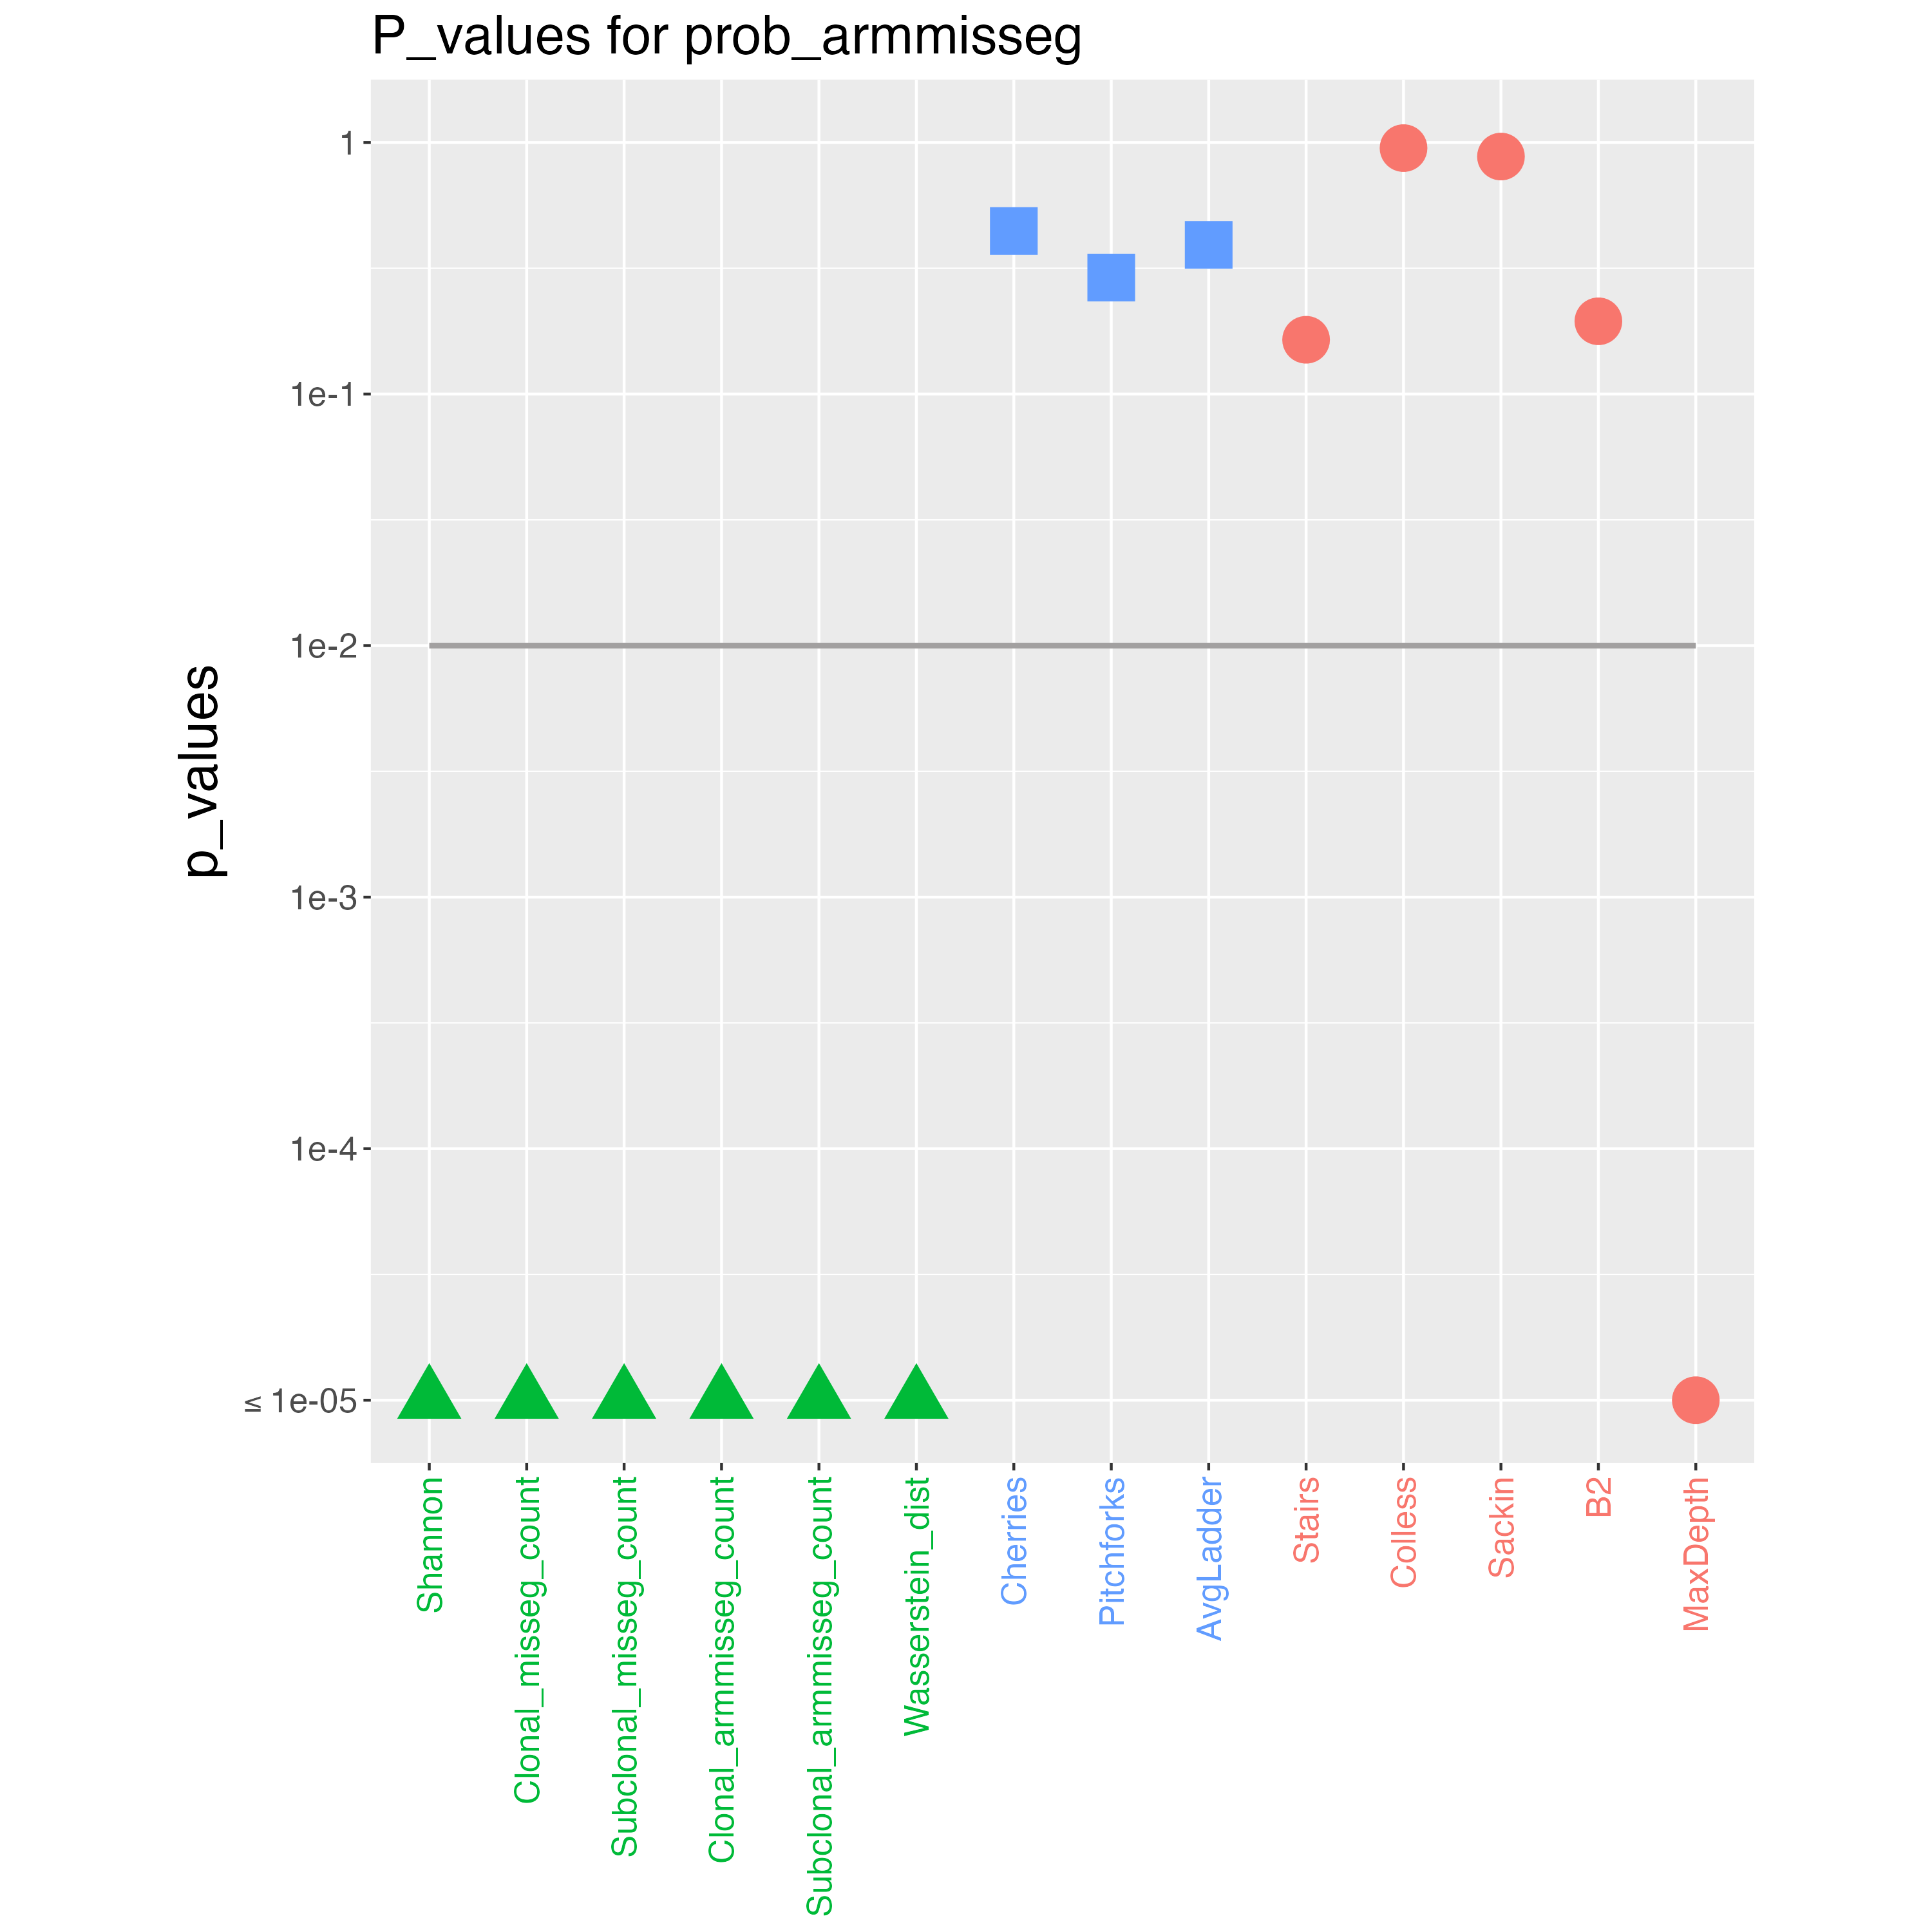 P_values for prob_armmisseg
p_values
1
1e-1
1e-2
1e-3
1e-4
≤ 1e-05
Shannon
Clonal_misseg_count
Subclonal_misseg_count
Clonal_armmisseg_count
Subclonal_armmisseg_count
Wasserstein_dist
Cherries
Pitchforks
AvgLadder
Stairs
Colless
Sackin
B2
MaxDepth